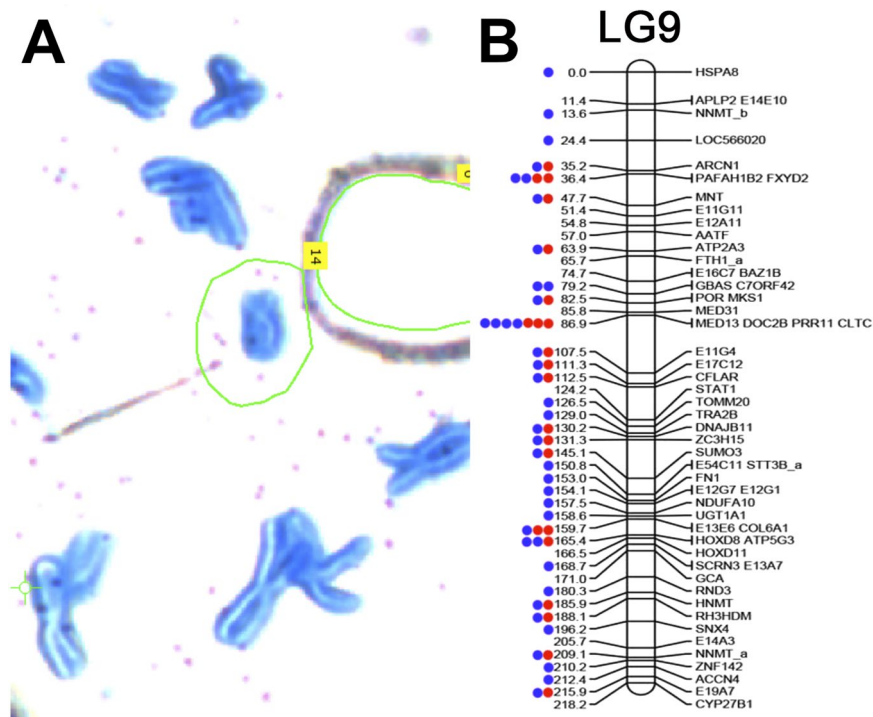 A
B
LG9
14
0.0 HSPA8
11.4 APLP2 E14E10
13.6 NNMT_b
24.4 LOC566020
35.2 ARCN1
36.4 PAFAH1B2 FXYD2
47.7 MNT
51.4 E11G11
54.8 E12A11
57.0 AATF
63.9 ATP2A3
65.7 FTH1_a
74.7 E16C7 BAZ1B
79.2 GBAS C7ORF42
82.5 POR MKS1
85.8 MED31
86.9 MED13 DOC2B PRR11 CLTC
107.5 E11G4
111.3 E17C12
112.5 CFLAR
124.2 STAT1
126.5 TOMM20
129.0 TRA2B
130.2 DNAJB11
131.3 ZC3H15
145.1 SUMO3
150.8 E54C11 STT3B_a
153.0 FN1
154.1 E12G7 E12G1
157.5 NDUFA10
158.6 UGT1A1
159.7 E13E6 COL6A1
165.4 HOXD8 ATP5G3
166.5 HOXD11
168.7 SCRN3 E13A7
171.0 GCA
180.3 RND3
185.9 HNMT
188.1 RH3HDM
196.2 SNX4
205.7 E14A3
209.1 NNMT_a
210.2 ZNF142
212.4 ACCN4
215.9 E19A7
218.2 CYP27B1